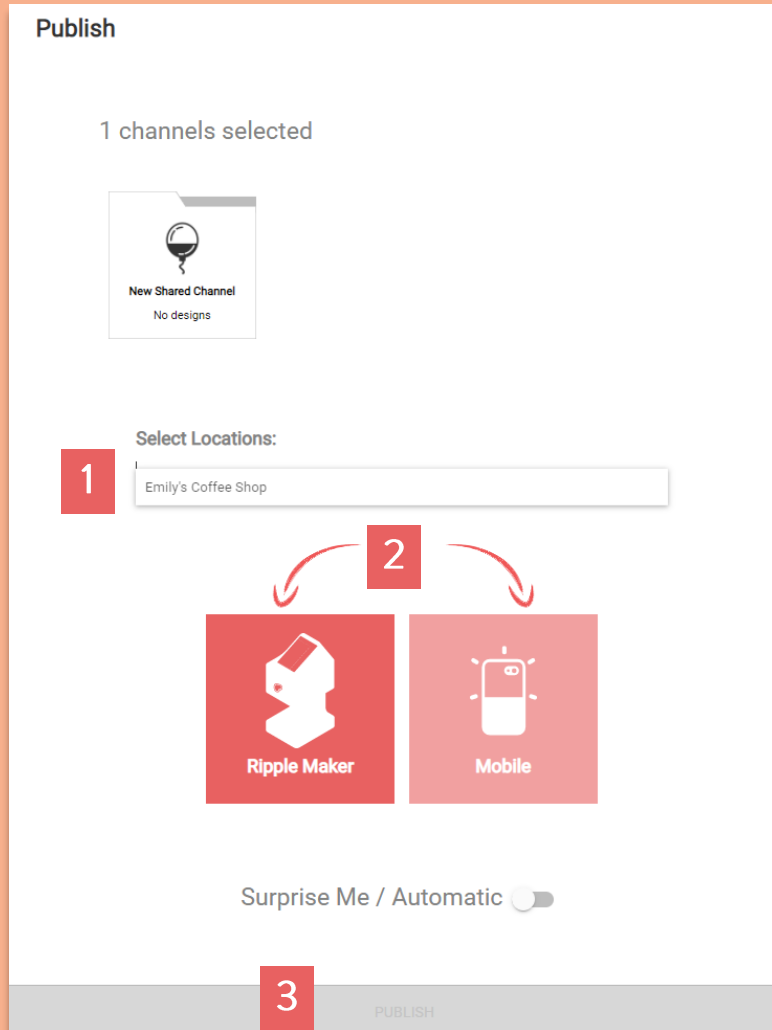 Publish
1 channels selected
New Shared Channel
No designs
Select Locations:
1
Emily's Coffee Shop
2
Ripple Maker
Mobile
Surprise Me / Automatic
3
PUBLISH